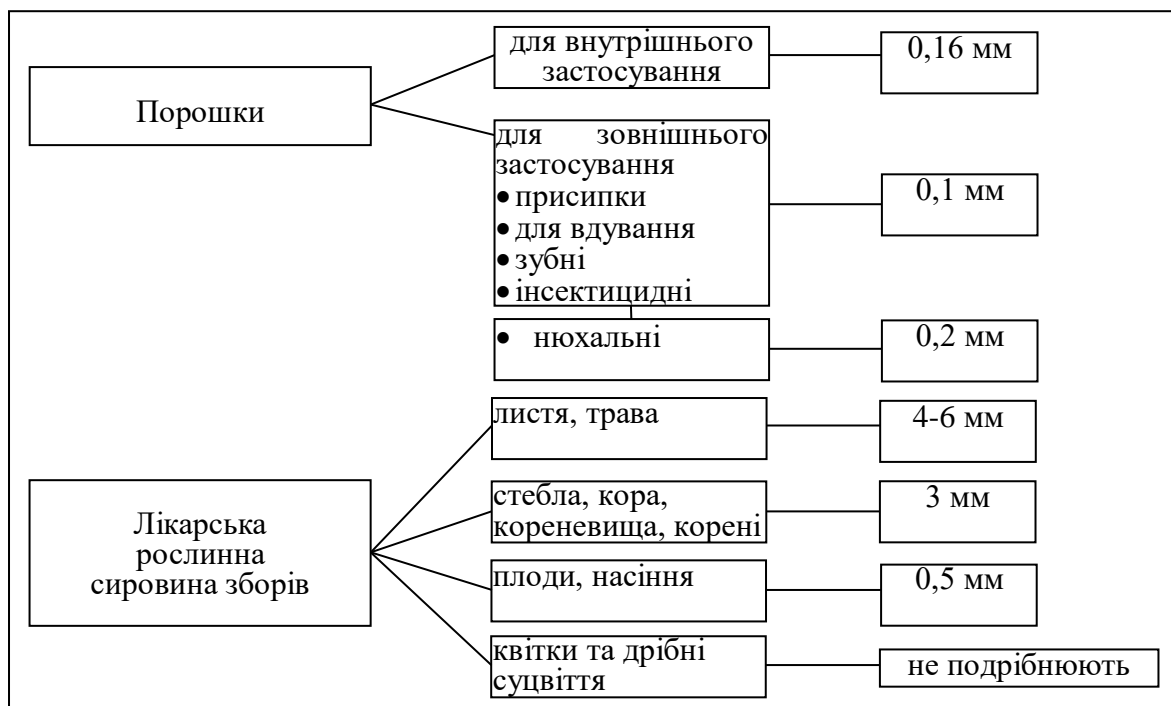 Порошки
для внутрішнього
застосування
0,16 мм
для зовнішнього
застосування
• присипки
• для вдування
• зубні
• інсектицидні
0,1 мм
• нюхальні
0,2 мм
Лікарська
рослинна
сировина зборів
листя, трава
4-6 мм
стебла, кора,
кореневища, корені
3 мм
плоди, насіння
0,5 мм
квітки та дрібні
суцвіття
не подрібнюють